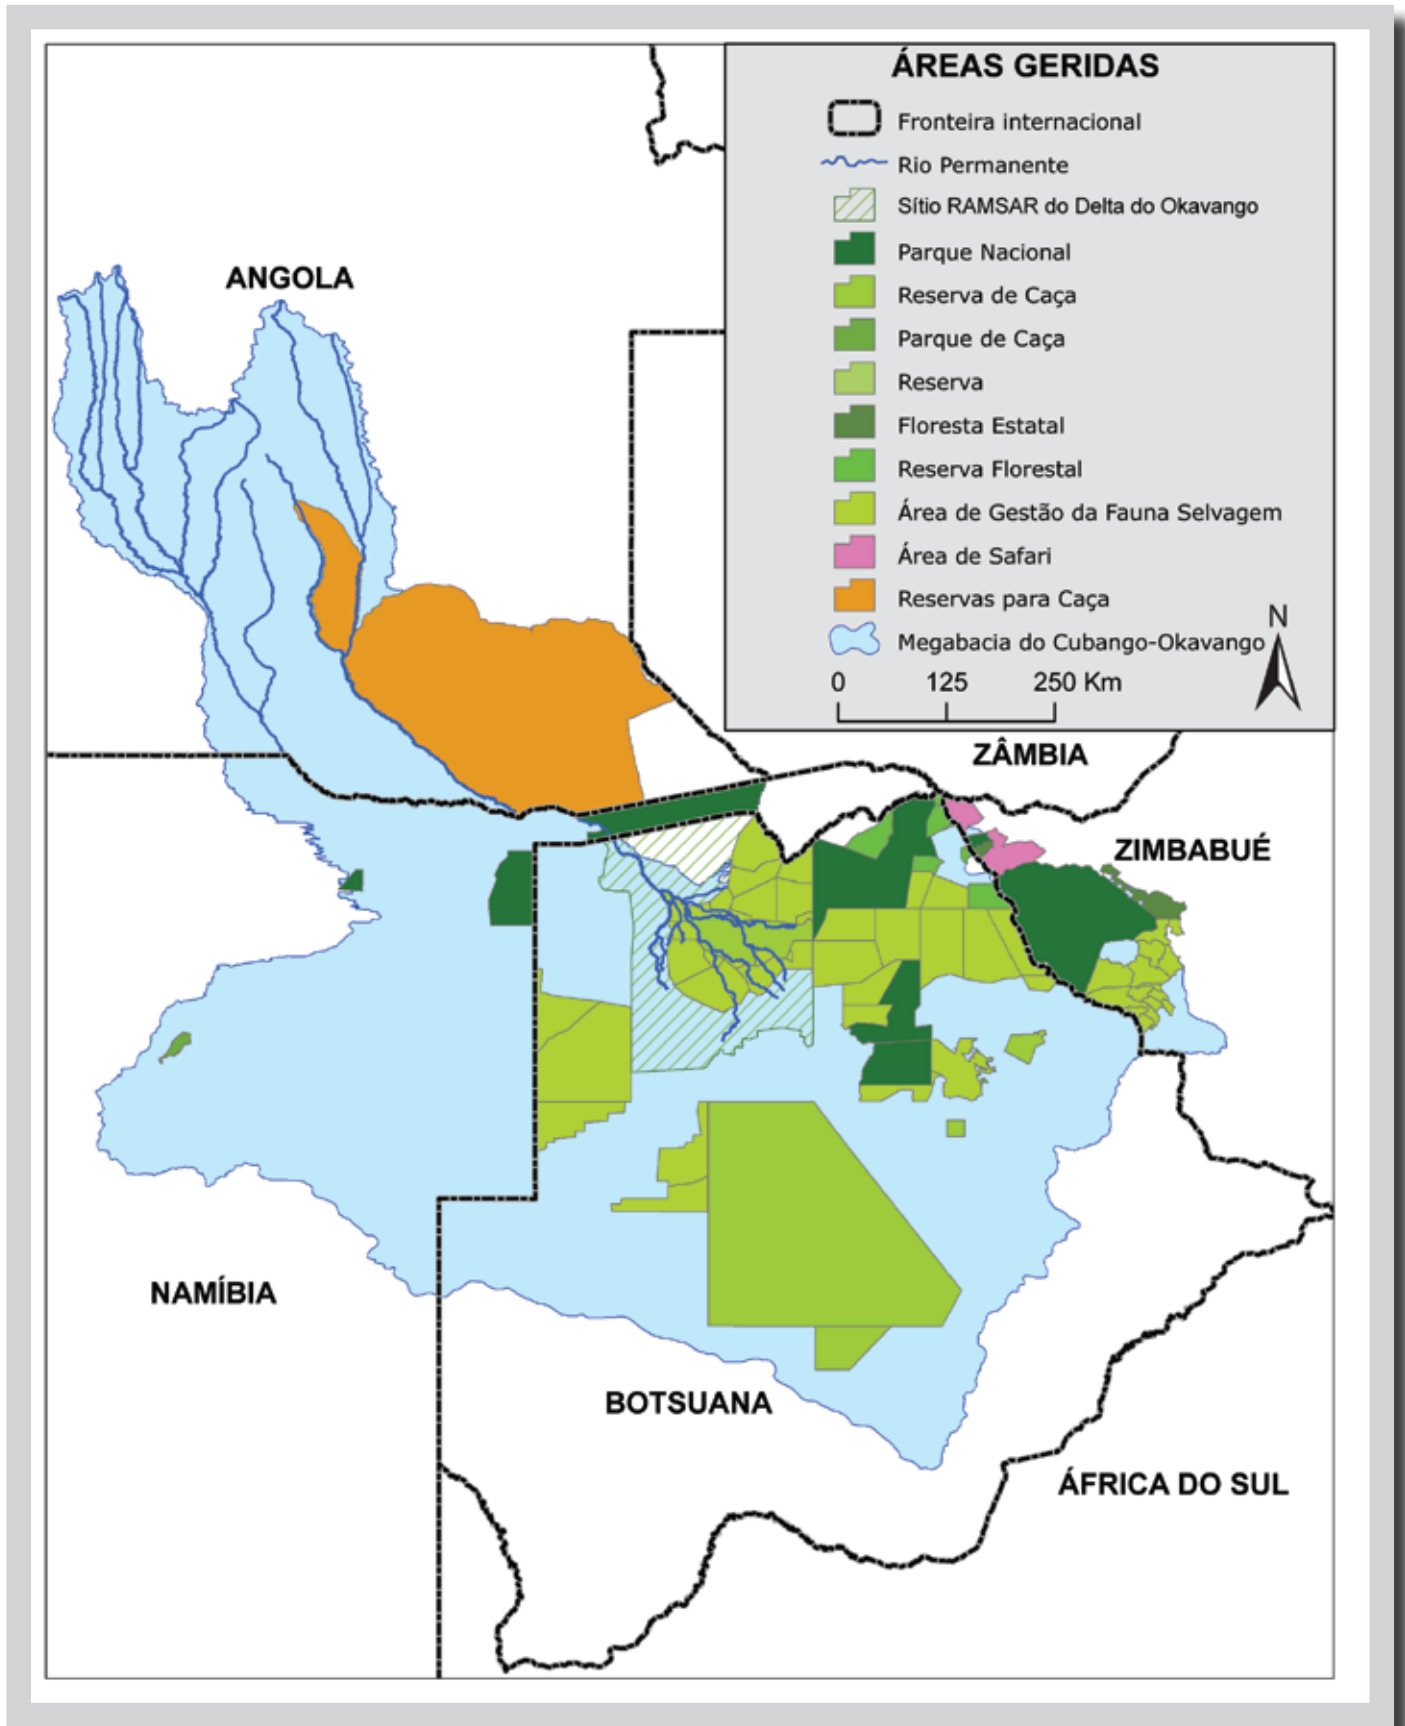 ÁREAS GERIDAS
Fronteira internacional
Rio Permanente
Sítio RAMSAR do Delta do Okavango
Parque Nacional
Reserva de Caça
Parque de Caça
Reserva
Floresta Estatal
Reserva Florestal
Área de Gestão da Fauna Selvagem
Área de Safari
Reservas para Caça
Megabacia do Cubango-Okavango
N
0 125 250 Km
ANGOLA
ZÂMBIA
ZIMBABUÉ
NAMÍBIA
BOTSUANA
ÁFRICA DO SUL